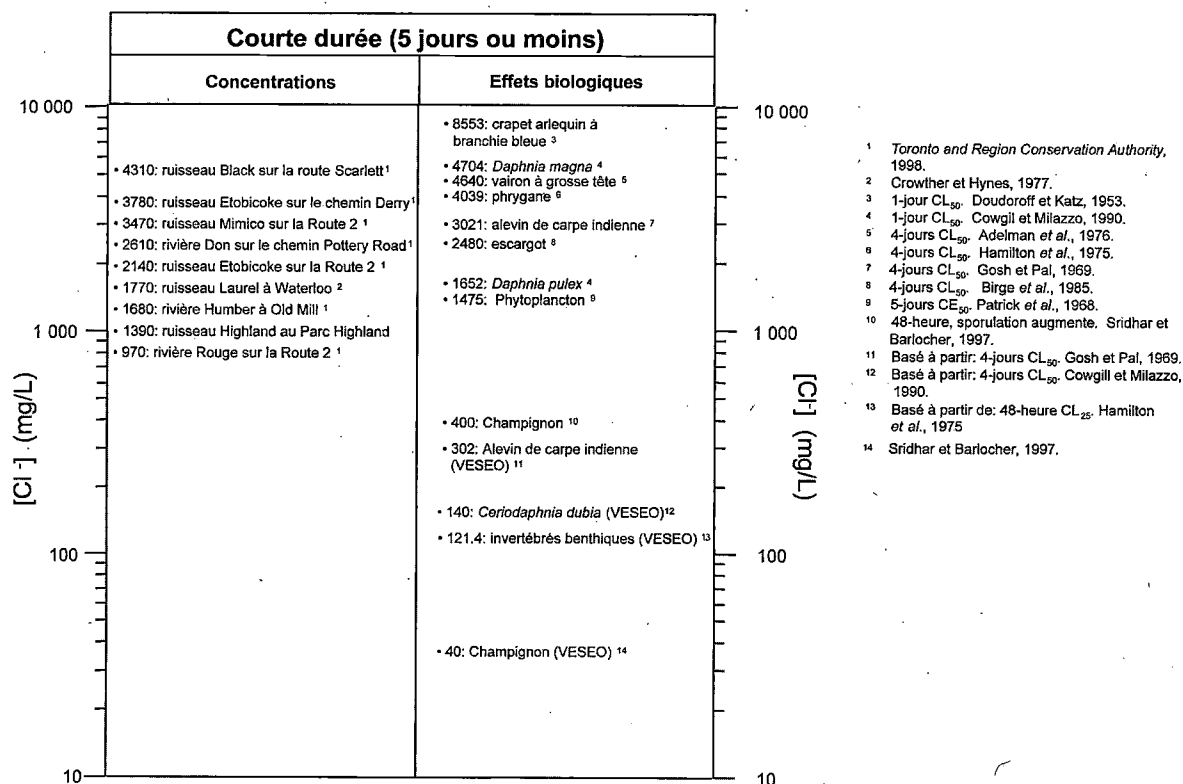 Courte durée (5 jours ou moins)
Concentrations
Effets biologiques
[Cl -] (mg/L)
10 000
1 000
100
10
• 4310: ruisseau Black sur la route Scarlett 1
• 3780: ruisseau Etobicoke sur le chemin Derry 1
• 3470: ruisseau Mimico sur la Route 2 1
• 2610: rivière Don sur le chemin Pottery Road 1
• 2140: ruisseau Etobicoke sur la Route 2 1
• 1770: ruisseau Laurel à Waterloo 2
• 1680: rivière Humber à Old Mill 1
• 1390: ruisseau Highland au Parc Highland
• 970: rivière Rouge sur la Route 2 1
• 8553: crapet arlequin à
branchie bleue 3
• 4704: Daphnia magna 4
• 4640: vairon à grosse tête 5
• 4039: phrygane 6
• 3021: alevin de carpe indienne 7
• 2480: escargot 8
• 1652: Daphnia pulex 4
• 1475: Phytoplancton 9
• 400: Champignon 10
• 302: Alevin de carpe indienne
(VESEO) 11
• 140: Ceriodaphnia dubia (VESEO) 12
• 121.4: invertébrés benthiques (VESEO) 13
• 40: Champignon (VESEO) 14
10 000
1 000
100
10
[Cl-] (mg/L)
1 Toronto and Region Conservation Authority,
1998.
2 Crowther et Hynes, 1977.
3 1-jour CL50. Doudoroff et Katz, 1953.
4 1-jour CL50. Cowgil et Milazzo, 1990.
5 4-jours CL50. Adelman et al., 1976.
6 4-jours CL50. Hamilton et al., 1975.
7 4-jours CL50. Gosh et Pal, 1969.
8 4-jours CL50. Birge et al., 1985.
9 5-jours CE50. Patrick et al., 1968.
10 48-heure, sporulation augmente. Sridhar et
Barlocher, 1997.
11 Basé à partir: 4-jours CL50. Gosh et Pal, 1969.
12 Basé à partir: 4-jours CL50. Cowgill et Milazzo,
1990.
13 Basé à partir de: 48-heure CL25. Hamilton
et al., 1975
14 Sridhar et Barlocher, 1997.